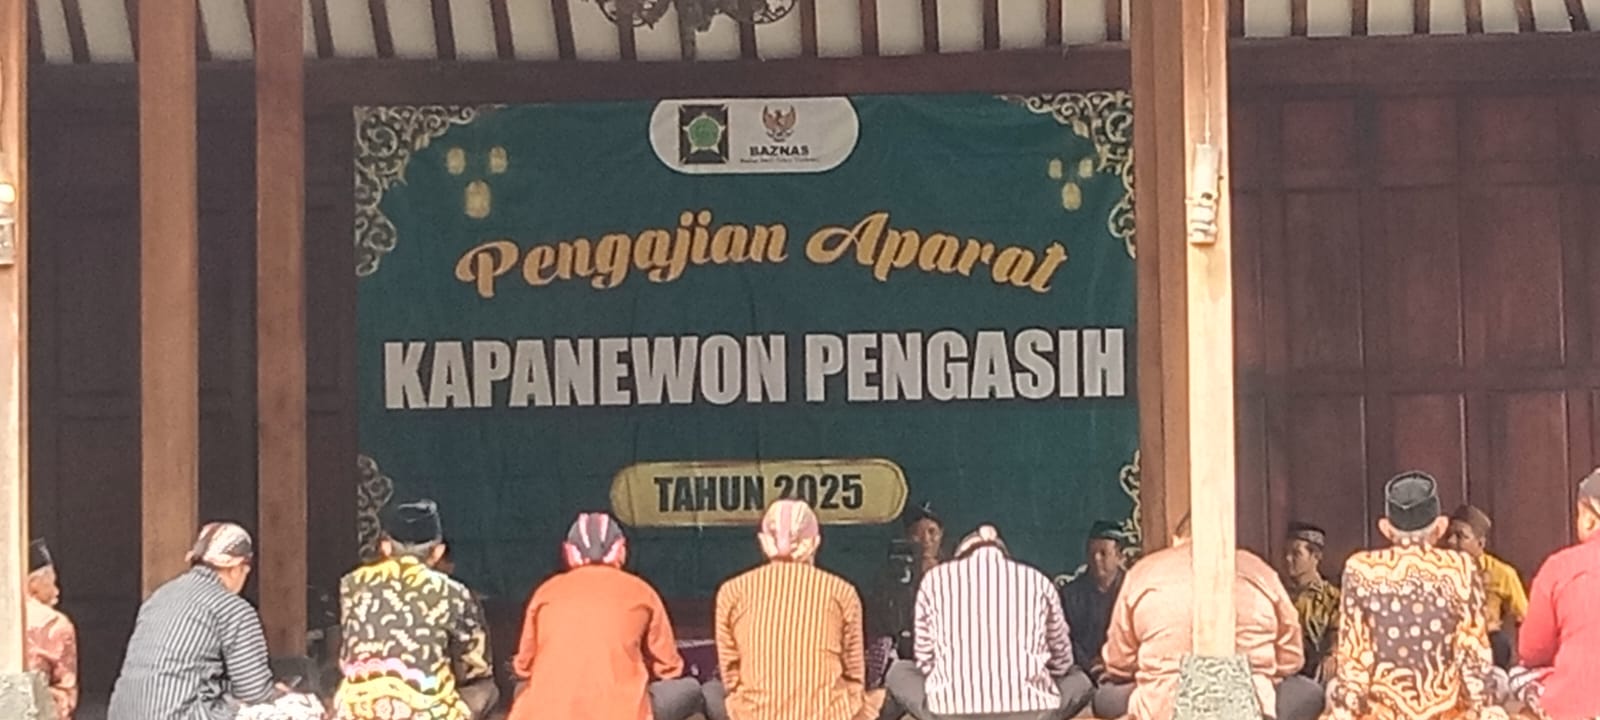 BAZNAS
Pengajian Aparat
KAPANEWON PENGASIH
TAHUN 2025